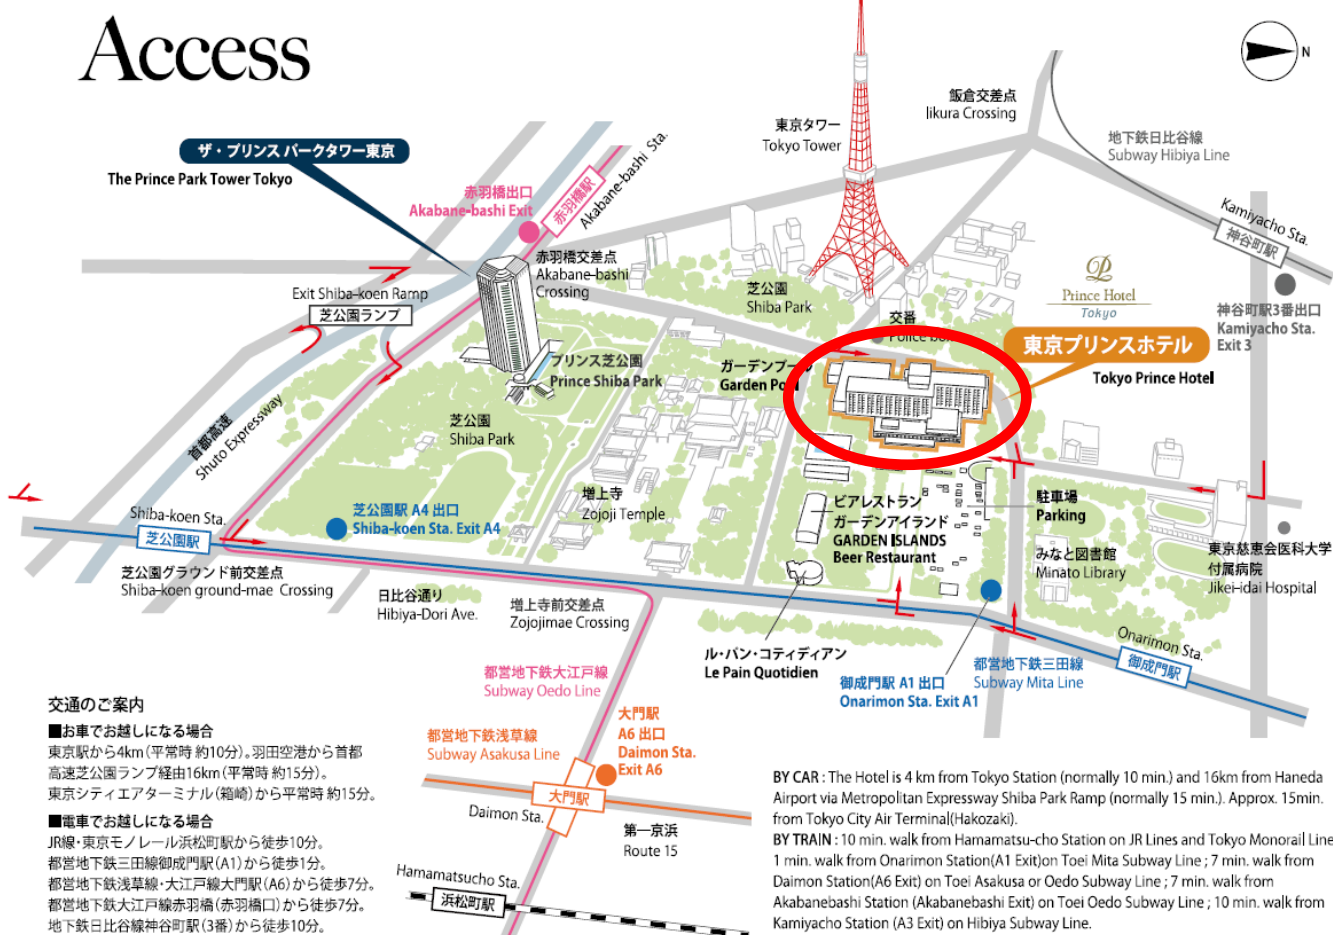 Access
N
飯倉交差点
Iikura Crossing
東京タワー
Tokyo Tower
地下鉄日比谷線
Subway Hibiya Line
ザ・プリンス パークタワー東京
The Prince Park Tower Tokyo
赤羽橋出口
Akabane-bashi Exit
赤羽橋駅
Akabane-bashi Sta.
Kamiyacho Sta.
神谷町駅
赤羽橋交差点
Akabane-bashi
Crossing
Exit Shiba-koen Ramp
芝公園ランプ
芝公園
Shiba Park
Prince Hotel
Tokyo
神谷町駅3番出口
Kamiyacho Sta.
Exit 3
交番
Police
東京プリンスホテル
Tokyo Prince Hotel
プリンス芝公園
Prince Shiba Park
ガーデンプール
Garden Pool
首都高速
Shuto Expressway
芝公園
Shiba Park
増上寺
Zojoji Temple
芝公園駅 A4 出口
Shiba-koen Sta. Exit A4
Shiba-koen Sta.
芝公園駅
ビアレストラン
ガーデンアイランド
GARDEN ISLANDS
Beer Restaurant
駐車場
Parking
みなと図書館
Minato Library
東京慈恵会医科大学
付属病院
Jikei-idai Hospital
芝公園グラウンド前交差点
Shiba-koen ground-mae Crossing
日比谷通り
Hibiya-Dori Ave.
増上寺前交差点
Zojojimae Crossing
ル・パン・コティディアン
Le Pain Quotidien
御成門駅 A1 出口
Onarimon Sta. Exit A1
都営地下鉄三田線
Subway Mita Line
Onarimon Sta.
御成門駅
都営地下鉄大江戸線
Subway Oedo Line
都営地下鉄浅草線
Subway Asakusa Line
大門駅
A6 出口
Daimon Sta.
Exit A6
大門駅
Daimon Sta.
第一京浜
Route 15
Hamamatsucho Sta.
浜松町駅
交通のご案内
■お車でお越しになる場合
東京駅から4km(平常時 約10分)。羽田空港から首都
高速芝公園ランプ経由16km(平常時 約15分)。
東京シティエアターミナル(箱崎)から平常時 約15分。
■電車でお越しになる場合
JR線・東京モノレール浜松町駅から徒歩10分。
都営地下鉄三田線御成門駅(A1)から徒歩1分。
都営地下鉄浅草線・大江戸線大門駅(A6)から徒歩7分。
都営地下鉄大江戸線赤羽橋(赤羽橋口)から徒歩7分。
地下鉄日比谷線神谷町駅(3番)から徒歩10分。
BY CAR : The Hotel is 4 km from Tokyo Station (normally 10 min.) and 16km from Haneda
Airport via Metropolitan Expressway Shiba Park Ramp (normally 15 min.). Approx. 15min.
from Tokyo City Air Terminal(Hakozaki).
BY TRAIN : 10 min. walk from Hamamatsu-cho Station on JR Lines and Tokyo Monorail Line
1 min. walk from Onarimon Station(A1 Exit)on Toei Mita Subway Line ; 7 min. walk from
Daimon Station(A6 Exit) on Toei Asakusa or Oedo Subway Line ; 7 min. walk from
Akabanebashi Station (Akabanebashi Exit) on Toei Oedo Subway Line ; 10 min. walk from
Kamiyacho Station (A3 Exit) on Hibiya Subway Line.